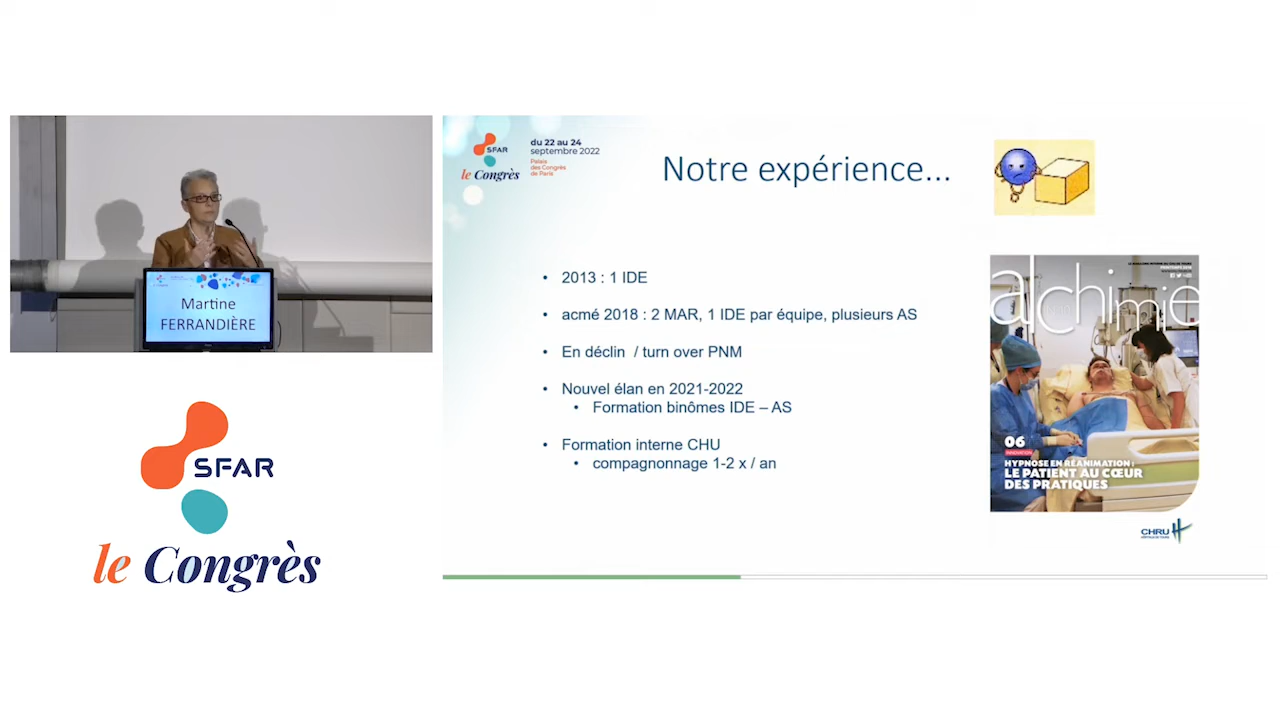 Martine
FERRANDIÈRE
SFAR
le Congrès
SFAR
le Congrès
du 22 au 24
septembre 2022
Palais
des Congrès
de Paris
Notre expérience...
• 2013 : 1 IDE
• acmé 2018 : 2 MAR, 1 IDE par équipe, plusieurs AS
• En déclin / turn over PNM
• Nouvel élan en 2021-2022
• Formation binômes IDE – AS
• Formation interne CHU
• compagnonnage 1-2 x / an
alchimie
06
INNOVATION
HYPNOSE EN RÉANIMATION :
LE PATIENT AU CŒUR
DES PRATIQUES
CHRU